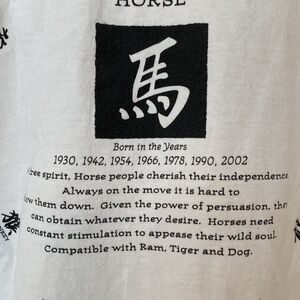 HORSE
馬
Born in the Years
1930, 1942, 1954, 1966, 1978, 1990, 2002
free spirit, Horse people cherish their independence.
Always on the move it is hard to
them down. Given the power of persuasion, they
can obtain whatever they desire. Horses need
constant stimulation to appease their wild soul.
Compatible with Ram, Tiger and Dog.